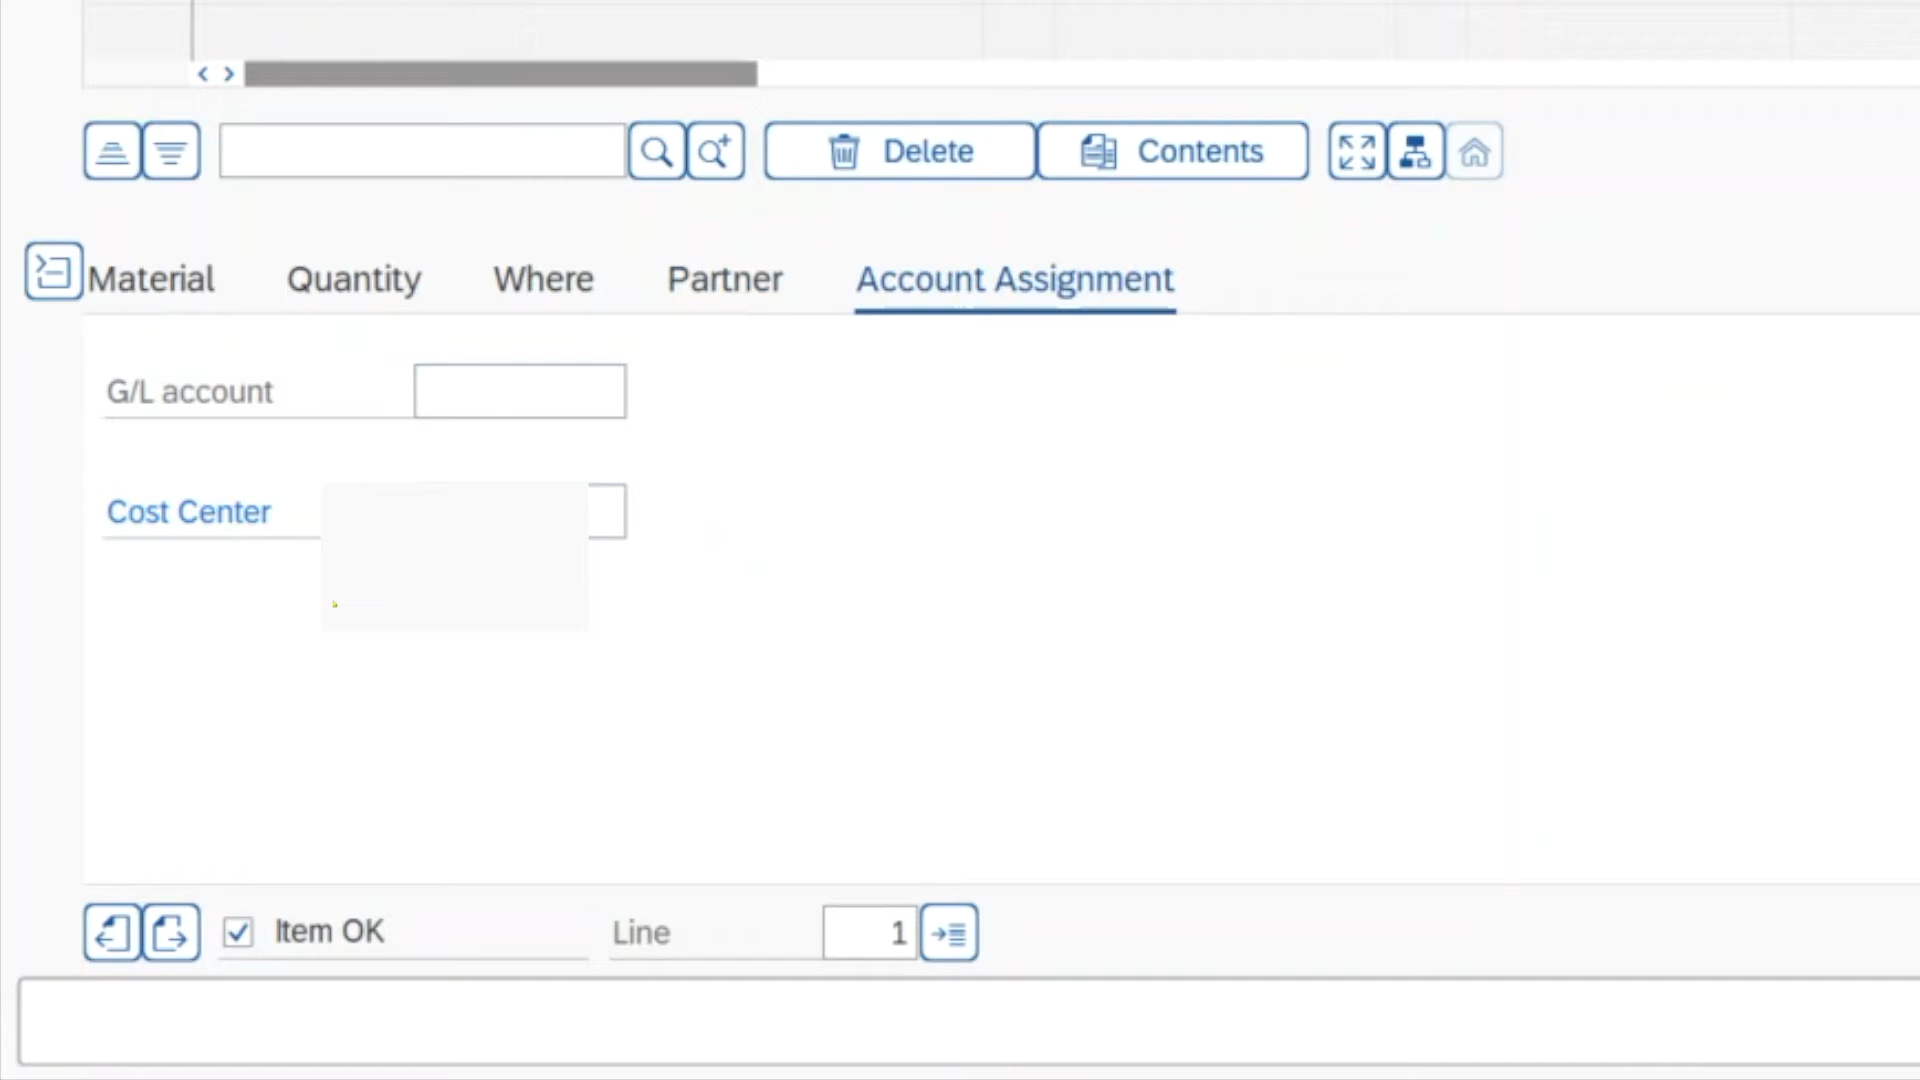 Delete Contents
Material Quantity Where Partner Account Assignment
G/L account
Cost Center
Item OK Line 1